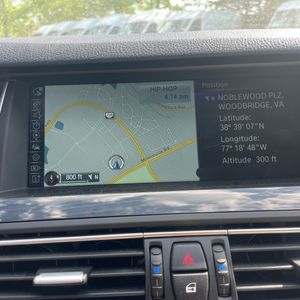 HIP-HOP
4:14 pm
Position
NOBLEWOOD PLZ,
WOODBRIDGE, VA
Latitude:
38° 39' 07" N
Longitude:
77° 18' 48" W
Altitude 300 ft
800 ft
N